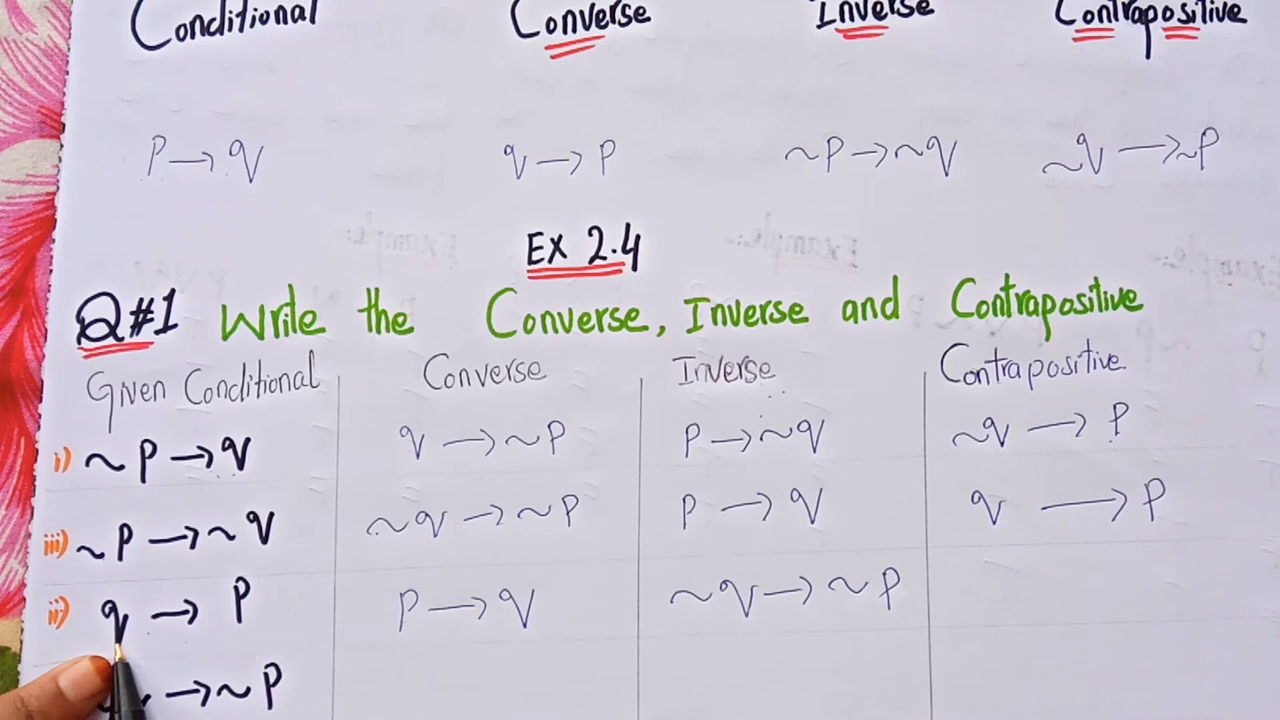 Conditional Converse Inverse Contrapositive
P → q q → P ~P → ~q ~q → ~P
Ex 2.4
Q#1 Write the Converse, Inverse and Contrapositive
Given Conditional Converse Inverse Contrapositive
i) ~P → q q → ~P P → ~q ~q → P
iii) ~P → ~q ~q → ~P P → q q → P
ii) q → P P → q ~q → ~P
→ ~P